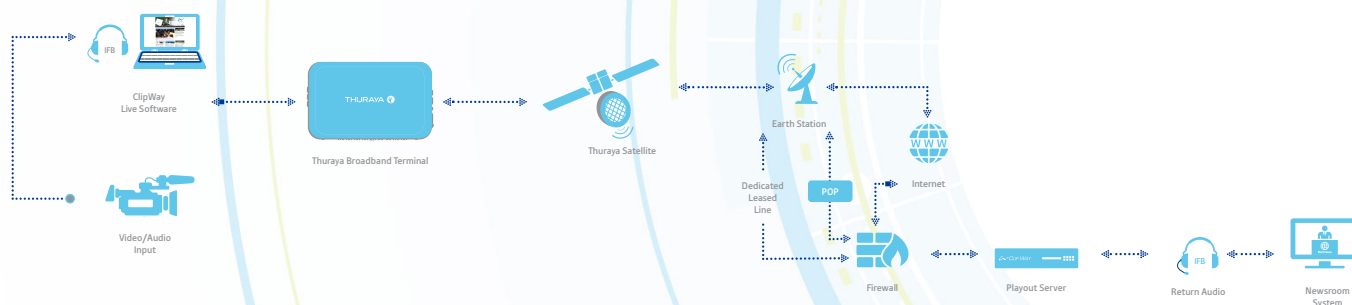 IFB
ClipWay
Live Software
Video/Audio
Input
THURAYA
Thuraya Broadband Terminal
Thuraya Satellite
Earth Station
WWW
Internet
Dedicated
Leased
Line
POP
Firewall
Playout Server
IFB
Return Audio
Newsroom
System